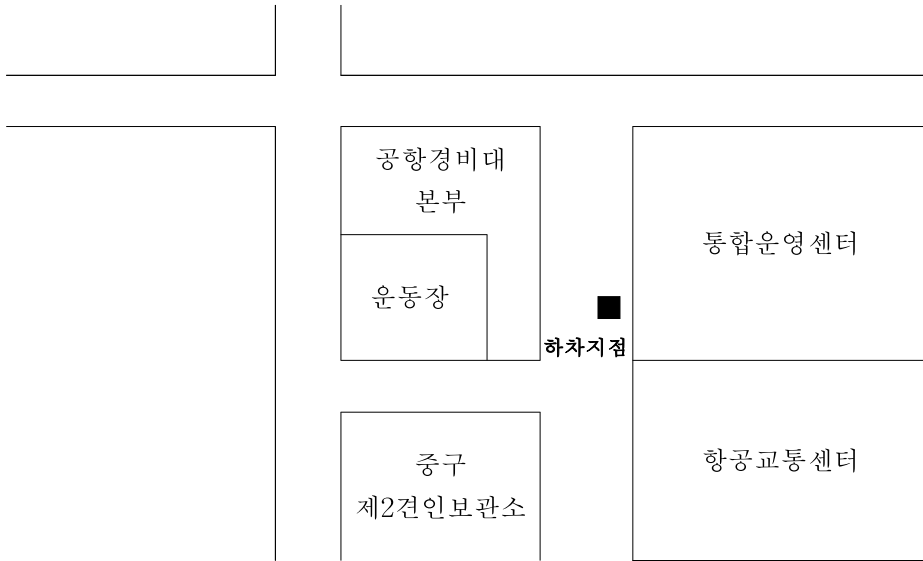 공항경비대
본부
통합운영센터
운동장
하차지점
중구
제2견인보관소
항공교통센터